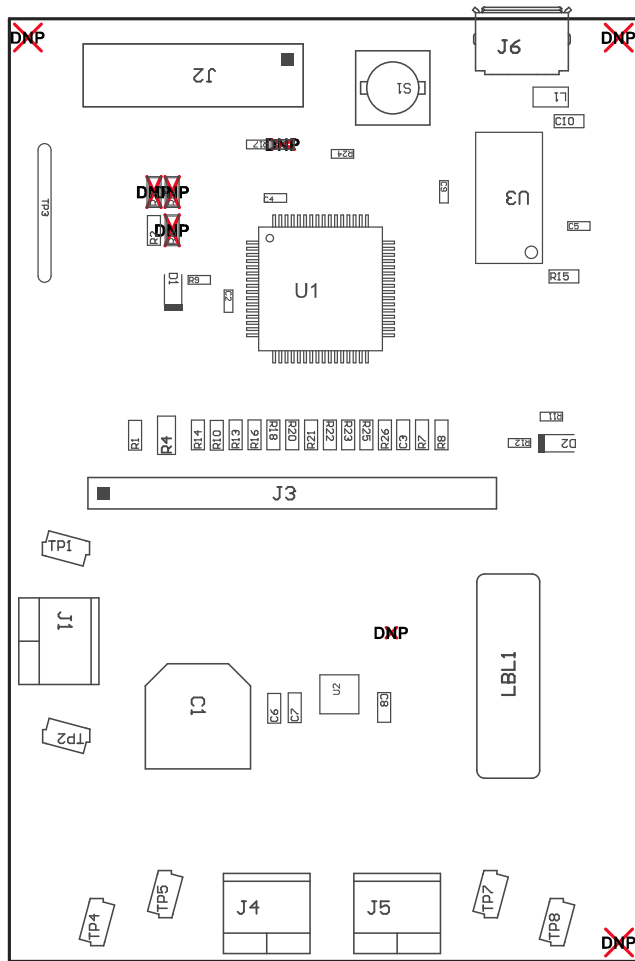 DNP
J6
DNP
J2
S1
L1
C10
R17
DNP
R24
DNP
DNP
C4
C9
U3
TP3
R2
DNP
C5
D1
R9
C2
U1
R15
R11
R12
D2
R1
R4
R14
R10
R13
R16
R18
R20
R21
R22
R23
R25
R26
C3
R7
R8
J3
TP1
J1
DNP
LBL1
C1
U2
C6
C7
C8
TP2
TP5
TP4
J4
J5
TP7
TP8
DNP